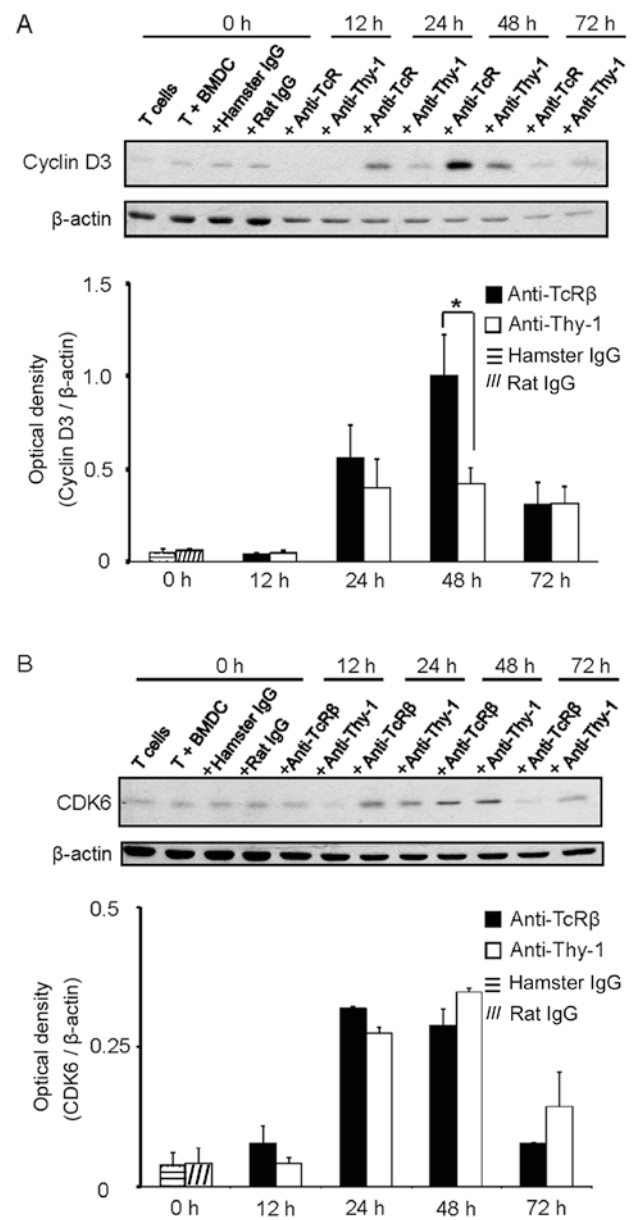 A
0 h 12 h 24 h 48 h 72 h
T cells T + BMDC +Hamster IgG +Rat IgG + Anti-TcR + Anti-Thy-1 + Anti-TcR + Anti-Thy-1 + Anti-TcR + Anti-Thy-1 + Anti-TcR + Anti-Thy-1
Cyclin D3
β-actin
1.5
1.0
0.5
0
Optical density
(Cyclin D3 / β-actin)
*
Anti-TcRβ
Anti-Thy-1
Hamster IgG
Rat IgG
0 h 12 h 24 h 48 h 72 h
B
0 h 12 h 24 h 48 h 72 h
T cells T + BMDC +Hamster IgG +Rat IgG +Anti-TcRβ + Anti-Thy-1 + Anti-TcRβ + Anti-Thy-1 + Anti-TcRβ + Anti-Thy-1 + Anti-TcRβ + Anti-Thy-1
CDK6
β-actin
0.5
0.25
0
Optical density
(CDK6 / β-actin)
Anti-TcRβ
Anti-Thy-1
Hamster IgG
Rat IgG
0 h 12 h 24 h 48 h 72 h